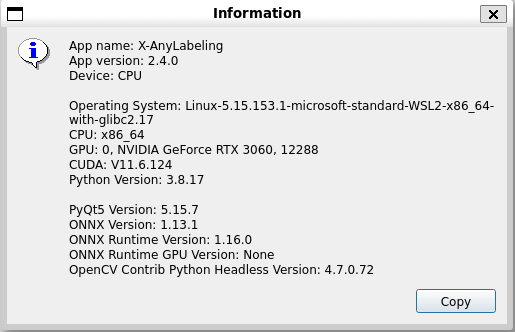 Information
App name: X-AnyLabeling
App version: 2.4.0
Device: CPU
Operating System: Linux-5.15.153.1-microsoft-standard-WSL2-x86_64-
with-glibc2.17
CPU: x86_64
GPU: 0, NVIDIA GeForce RTX 3060, 12288
CUDA: V11.6.124
Python Version: 3.8.17
PyQt5 Version: 5.15.7
ONNX Version: 1.13.1
ONNX Runtime Version: 1.16.0
ONNX Runtime GPU Version: None
OpenCV Contrib Python Headless Version: 4.7.0.72
Copy